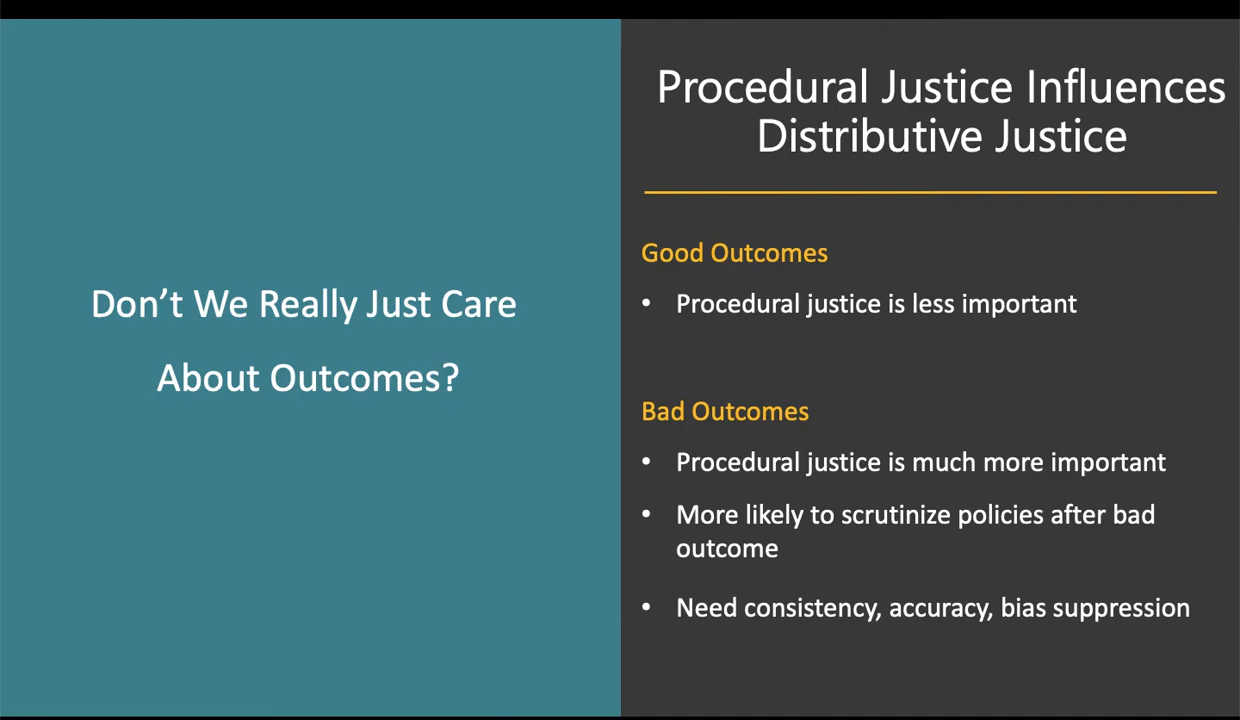 Don’t We Really Just Care
About Outcomes?
Procedural Justice Influences
Distributive Justice
Good Outcomes
• Procedural justice is less important
Bad Outcomes
• Procedural justice is much more important
• More likely to scrutinize policies after bad
outcome
• Need consistency, accuracy, bias suppression